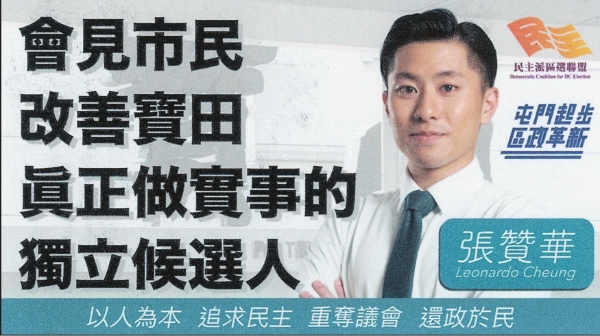 會見市民
改善寶田
真正做實事的
獨立候選人
民主
民主派區選聯盟
Democratic Coalition for DC Election
屯門起步
區政革新
張贊華
Leonardo Cheung
以人為本 追求民主 重奪議會 還政於民